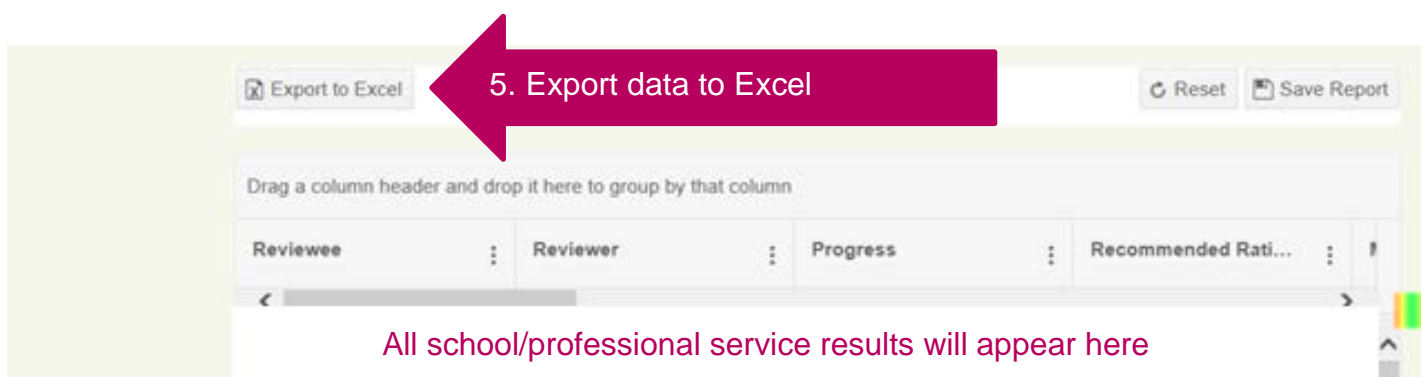 Export to Excel
5. Export data to Excel
Reset
Save Report
Drag a column header and drop it here to group by that column
Reviewee
Reviewer
Progress
Recommended Rati...
All school/professional service results will appear here